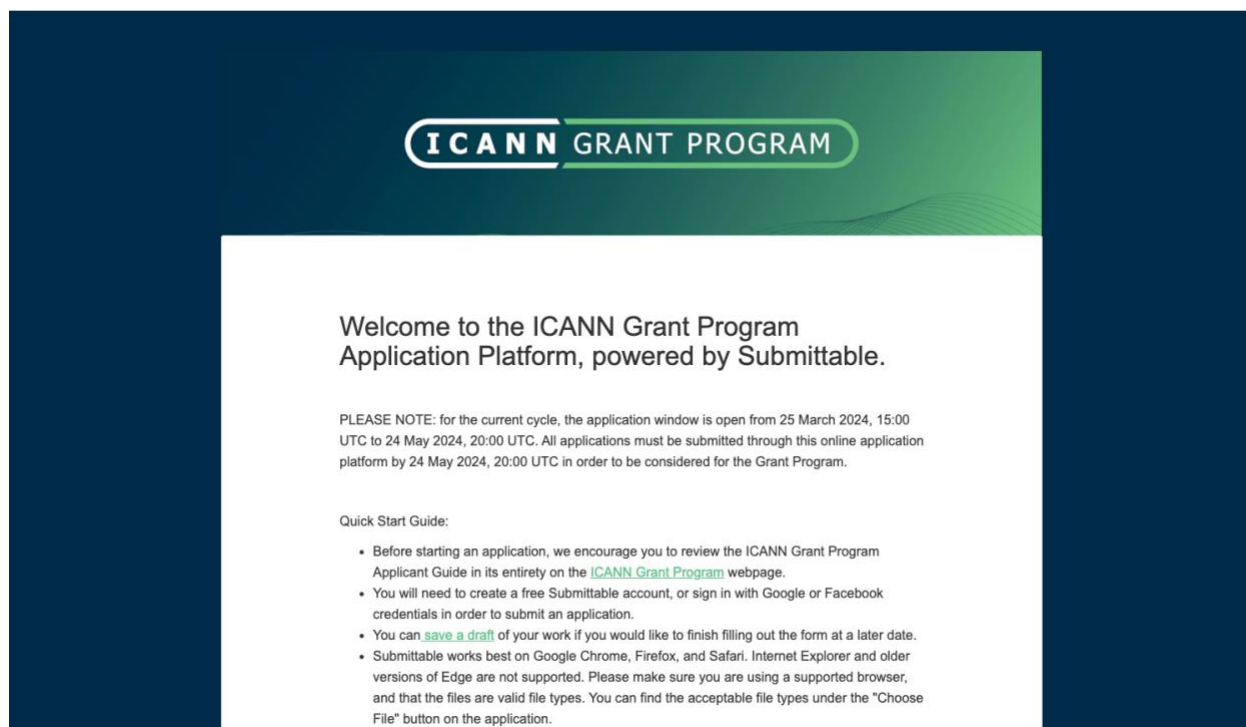 ICANN GRANT PROGRAM
Welcome to the ICANN Grant Program
Application Platform, powered by Submittable.
PLEASE NOTE: for the current cycle, the application window is open from 25 March 2024, 15:00
UTC to 24 May 2024, 20:00 UTC. All applications must be submitted through this online application
platform by 24 May 2024, 20:00 UTC in order to be considered for the Grant Program.
Quick Start Guide:
• Before starting an application, we encourage you to review the ICANN Grant Program
Applicant Guide in its entirety on the ICANN Grant Program webpage.
• You will need to create a free Submittable account, or sign in with Google or Facebook
credentials in order to submit an application.
• You can save a draft of your work if you would like to finish filling out the form at a later date.
• Submittable works best on Google Chrome, Firefox, and Safari. Internet Explorer and older
versions of Edge are not supported. Please make sure you are using a supported browser,
and that the files are valid file types. You can find the acceptable file types under the "Choose
File" button on the application.